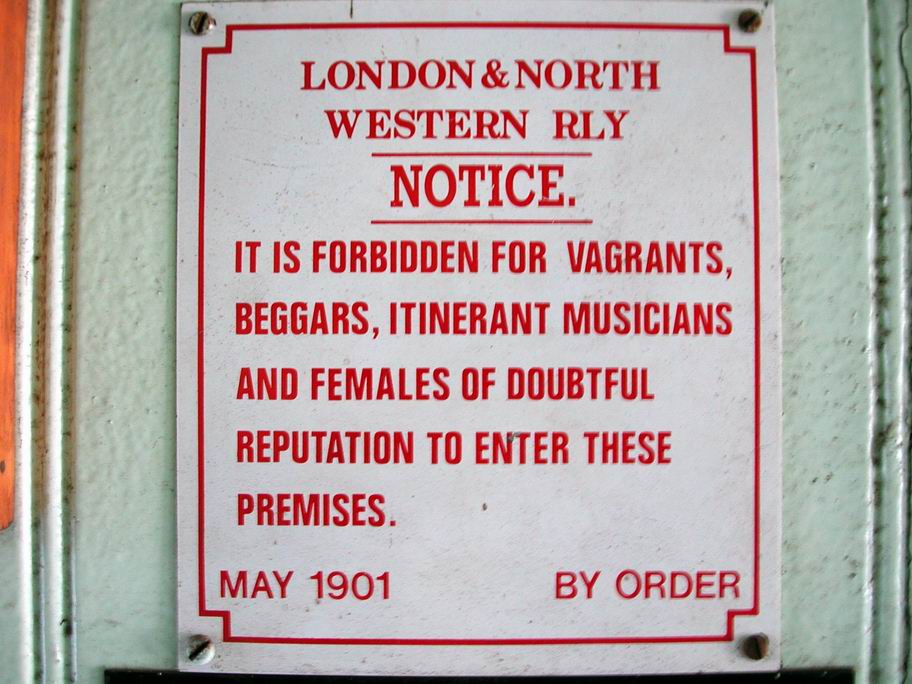 LONDON & NORTH
WESTERN RLY
NOTICE.
IT IS FORBIDDEN FOR VAGRANTS,
BEGGARS, ITINERANT MUSICIANS
AND FEMALES OF DOUBTFUL
REPUTATION TO ENTER THESE
PREMISES.
MAY 1901 BY ORDER